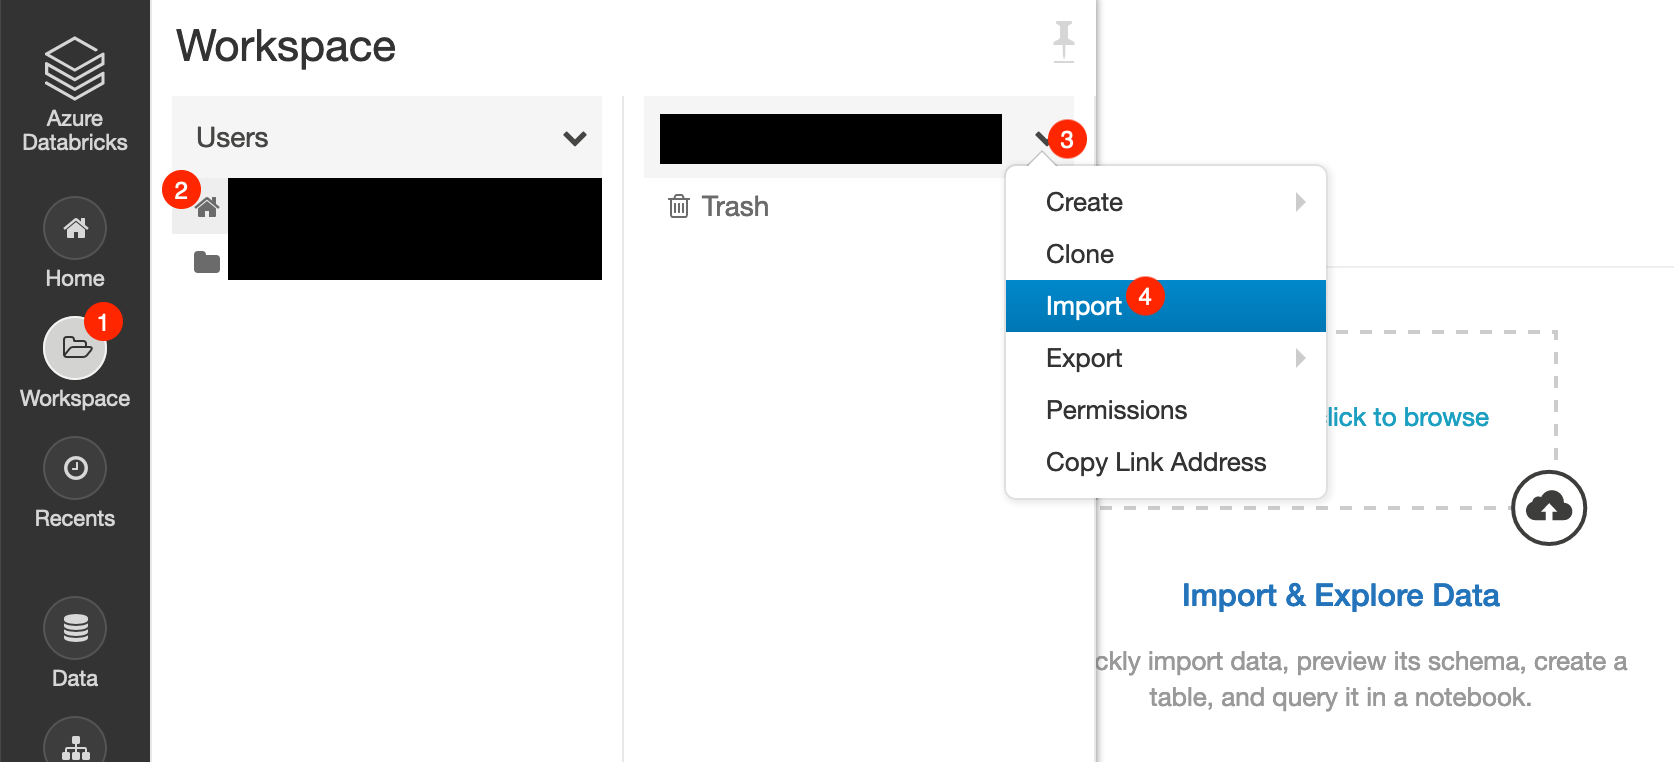 Azure
Databricks
Home
1
Workspace
Recents
Data
Workspace
Users
2
3
Trash
Create
Clone
Import 4
Export
Permissions
Copy Link Address
lick to browse
Import & Explore Data
ckly import data, preview its schema, create a
table, and query it in a notebook.